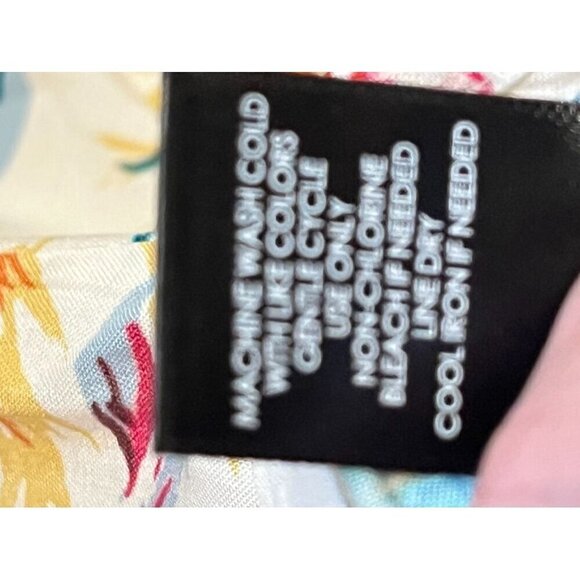 MACHINE WASH COLD
WITH LIKE COLORS
GENTLE CYCLE
USE ONLY
NON-CHLORINE
BLEACH IF NEEDED
LINE DRY
COOL IRON IF NEEDED